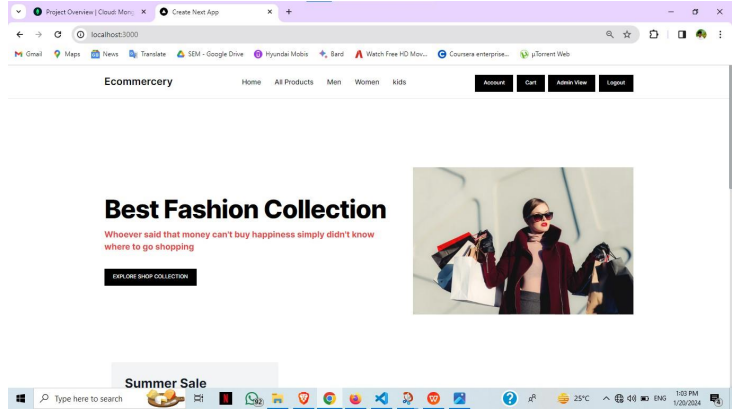 Project Overview | Cloud: Mong
Create Next App
localhost:3000
Gmail Maps News Translate SEM - Google Drive Hyundai Mobis Bard Watch Free HD Mov... Coursera enterprise... µTorrent Web
Ecommercery Home All Products Men Women kids Account Cart Admin View Logout
Best Fashion Collection
Whoever said that money can't buy happiness simply didn't know
where to go shopping
EXPLORE SHOP COLLECTION
Summer Sale
Type here to search 25°C ENG 1:03 PM
1/20/2024